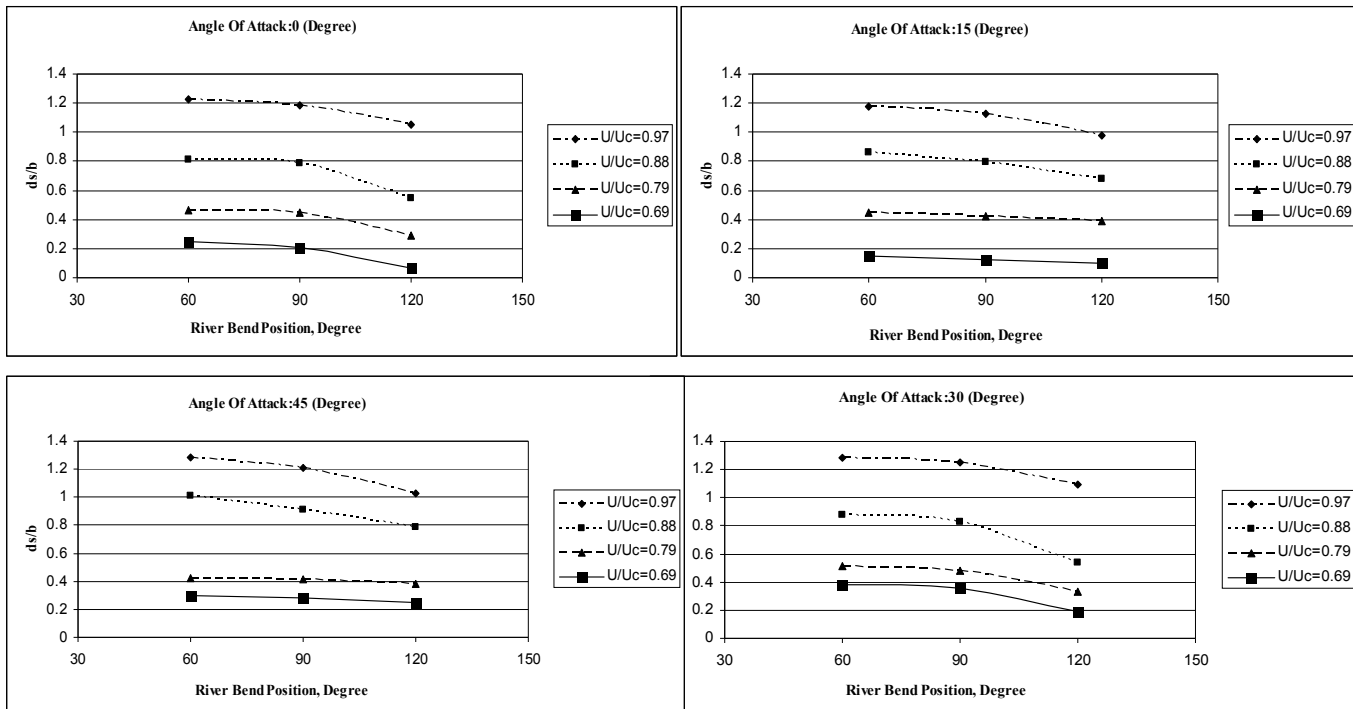 Angle Of Attack:0 (Degree)
ds/b
1.4
1.2
1
0.8
0.6
0.4
0.2
0
30
60
90
120
150
River Bend Position, Degree
U/Uc=0.97
U/Uc=0.88
U/Uc=0.79
U/Uc=0.69
Angle Of Attack:15 (Degree)
ds/b
1.4
1.2
1
0.8
0.6
0.4
0.2
0
30
60
90
120
150
River Bend Position, Degree
U/Uc=0.97
U/Uc=0.88
U/Uc=0.79
U/Uc=0.69
Angle Of Attack:45 (Degree)
ds/b
1.4
1.2
1
0.8
0.6
0.4
0.2
0
30
60
90
120
150
River Bend Position, Degree
U/Uc=0.97
U/Uc=0.88
U/Uc=0.79
U/Uc=0.69
Angle Of Attack:30 (Degree)
ds/b
1.4
1.2
1
0.8
0.6
0.4
0.2
0
30
60
90
120
150
River Bend Position, Degree
U/Uc=0.97
U/Uc=0.88
U/Uc=0.79
U/Uc=0.69